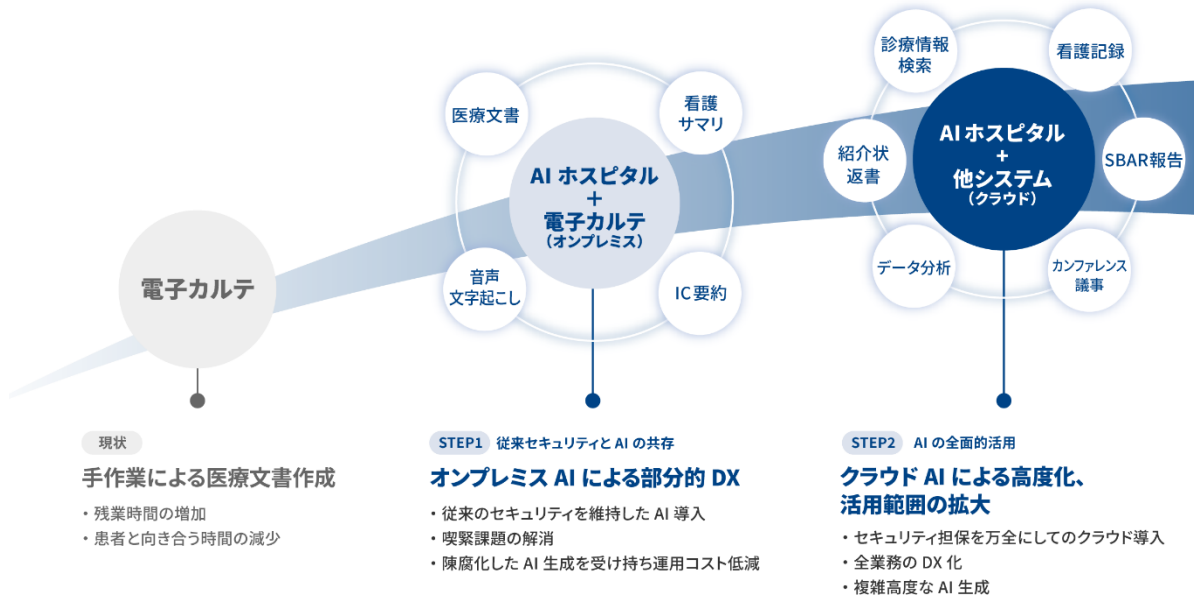 電子カルテ
医療文書
看護
サマリ
AI ホスピタル
+
電子カルテ
(オンプレミス)
音声
文字起こし
IC 要約
診療情報
検索
看護記録
紹介状
返書
AI ホスピタル
+
他システム
(クラウド)
SBAR報告
データ分析
カンファレンス
議事
現状
手作業による医療文書作成
・残業時間の増加
・患者と向き合う時間の減少
STEP1 従来セキュリティと AI の共存
オンプレミス AI による部分的 DX
・従来のセキュリティを維持した AI 導入
・喫緊課題の解消
・陳腐化した AI 生成を受け持ち運用コスト低減
STEP2 AI の全面的活用
クラウド AI による高度化、
活用範囲の拡大
・セキュリティ担保を万全にしてのクラウド導入
・全業務の DX 化
・複雑高度な AI 生成